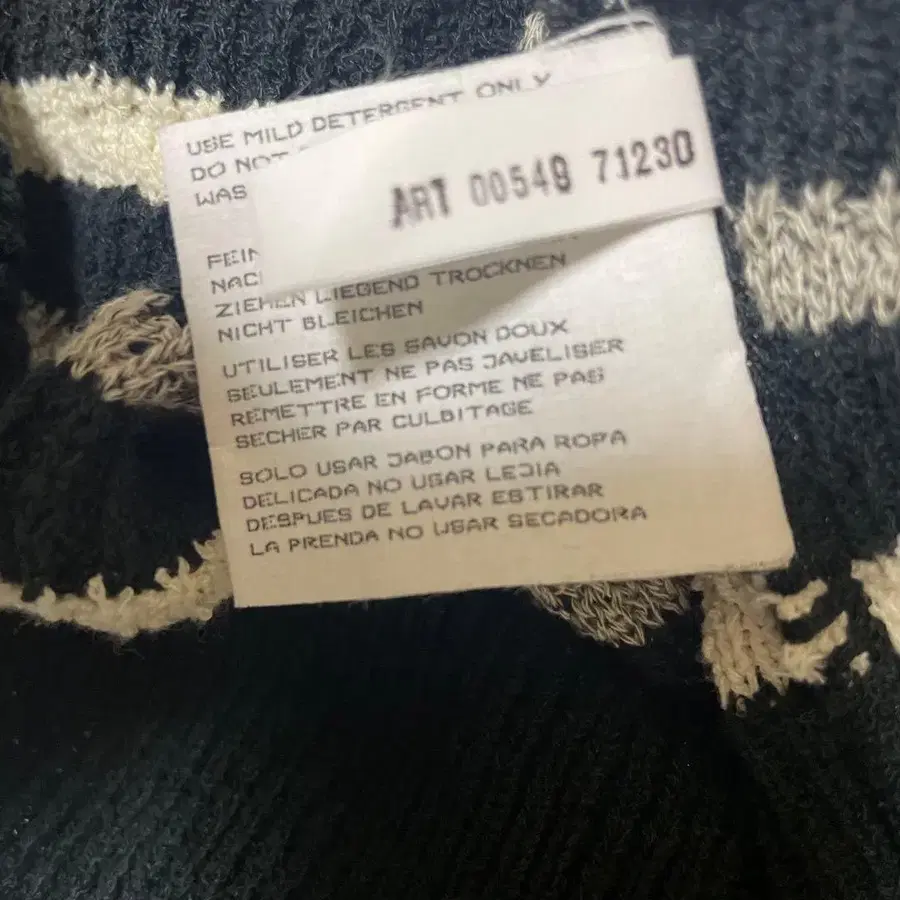 USE MILD DETERGENT ONLY
DO NOT
WAS
ART 00549 71230
FEIN
NAC
ZIEHEN LIEGEND TROCKNEN
NICHT BLEICHEN
UTILISER LES SAVON DOUX
SEULEMENT NE PAS JAVELISER
REMETTRE EN FORME NE PAS
SECHER PAR CULBITAGE
SOLO USAR JABON PARA ROPA
DELICADA NO USAR LEJIA
DESPUES DE LAVAR ESTIRAR
LA PRENDA NO USAR SECADORA